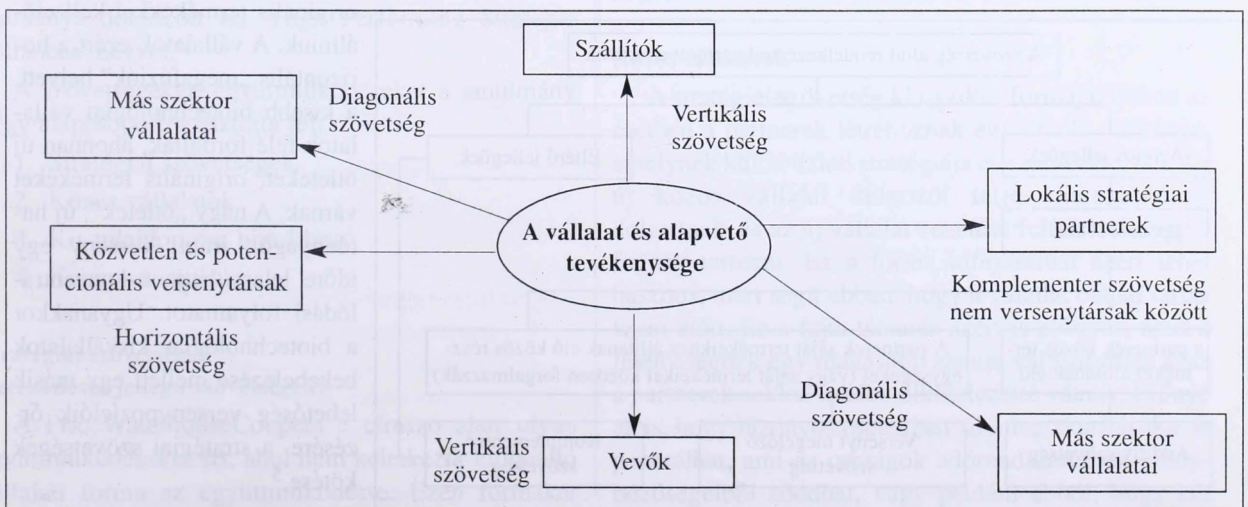 Szállítók
Más szektor
vállalatai
Diagonális
szövetség
Vertikális
szövetség
A vállalat és alapvető
tevékenysége
Lokális stratégiai
partnerek
Komplementer szövetség
nem versenytársak között
Közvetlen és poten-
cionális versenytársak
Horizontális
szövetség
Vertikális
szövetség
Vevők
Diagonális
szövetség
Más szektor
vállalatai